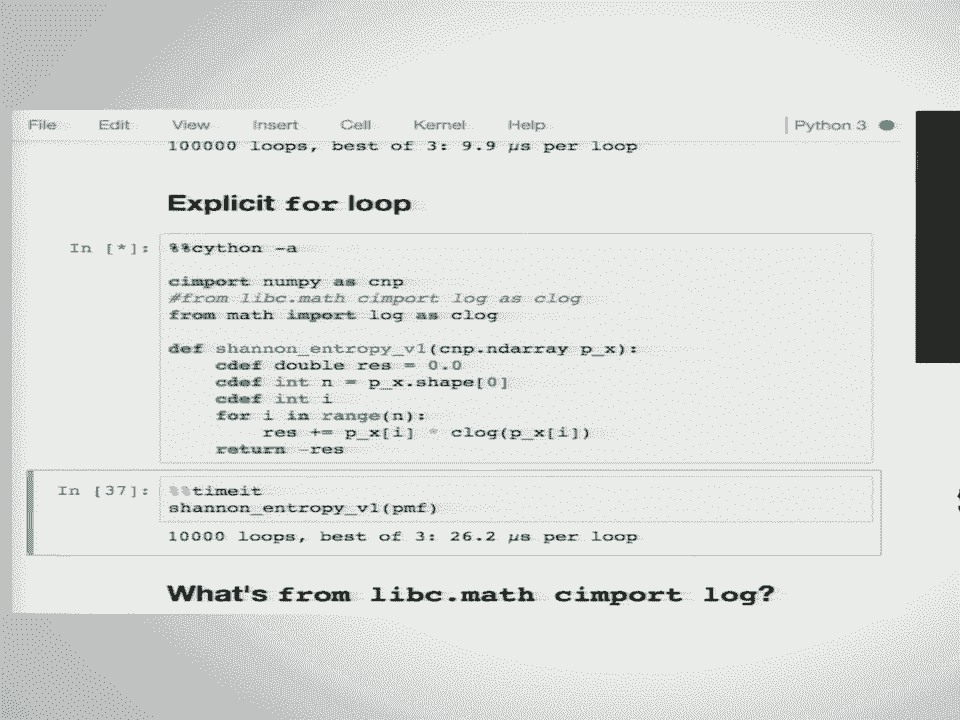 File Edit View Insert Cell Kernel Help Python 3
100000 loops, best of 3: 9.9 µs per loop
Explicit for loop
In [*]: %%cython -a
cimport numpy as cnp
#from libc.math cimport log as clog
from math import log as clog
def shannon_entropy_v1(cnp.ndarray p_x):
    cdef double res = 0.0
    cdef int n = p_x.shape[0]
    cdef int i
    for i in range(n):
        res += p_x[i] * clog(p_x[i])
    return -res
In [37]: %%timeit
shannon_entropy_v1(pmf)
10000 loops, best of 3: 26.2 µs per loop
What's from libc.math cimport log?